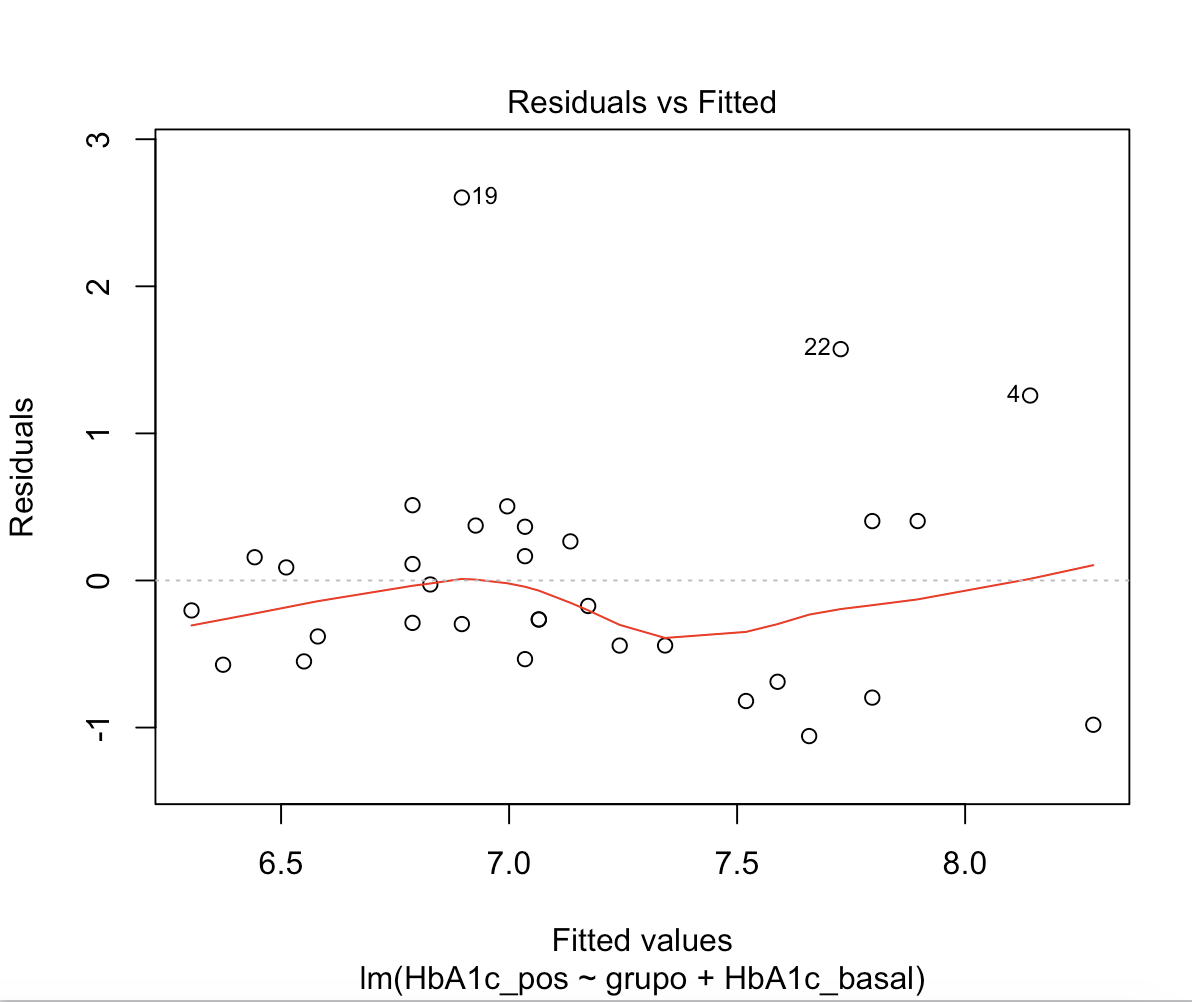 Residuals vs Fitted
3
19
2
22
4
1
Residuals
0
-1
6.5 7.0 7.5 8.0
Fitted values
lm(HbA1c_pos ~ grupo + HbA1c_basal)